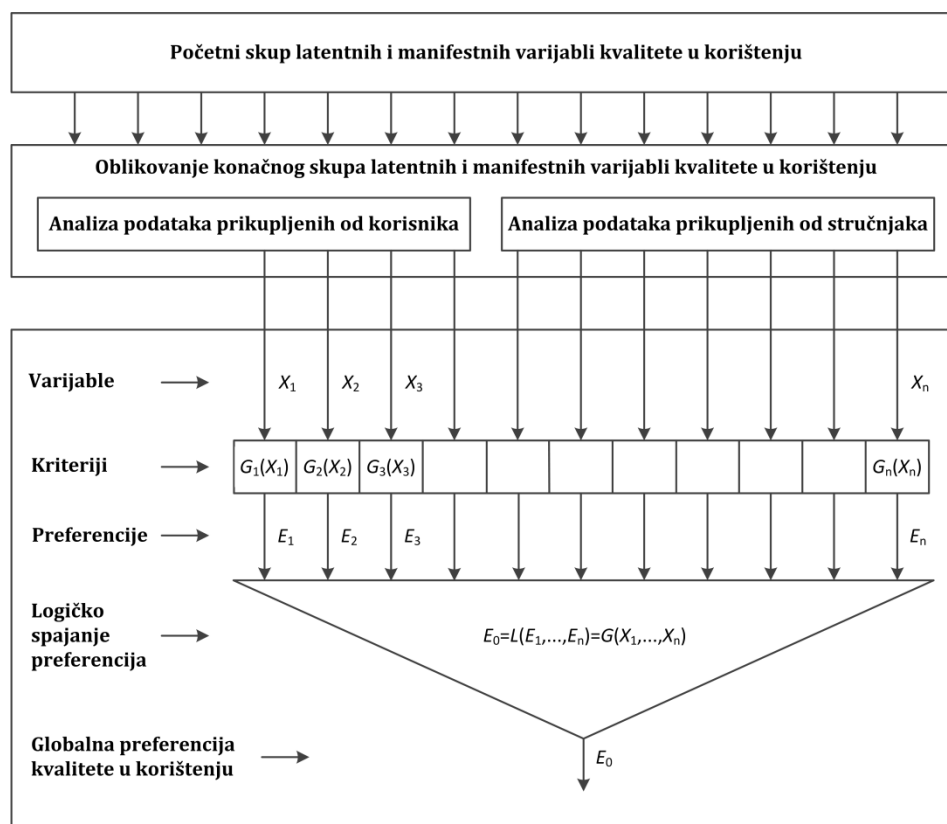 Početni skup latentnih i manifestnih varijabli kvalitete u korištenju
Oblikovanje konačnog skupa latentnih i manifestnih varijabli kvalitete u korištenju
Analiza podataka prikupljenih od korisnika
Analiza podataka prikupljenih od stručnjaka
Varijable
X1
X2
X3
Xn
Kriteriji
G1(X1)
G2(X2)
G3(X3)
Gn(Xn)
Preferencije
E1
E2
E3
En
Logičko
spajanje
preferencija
E0=L(E1,...,En)=G(X1,...,Xn)
Globalna preferencija
kvalitete u korištenju
E0